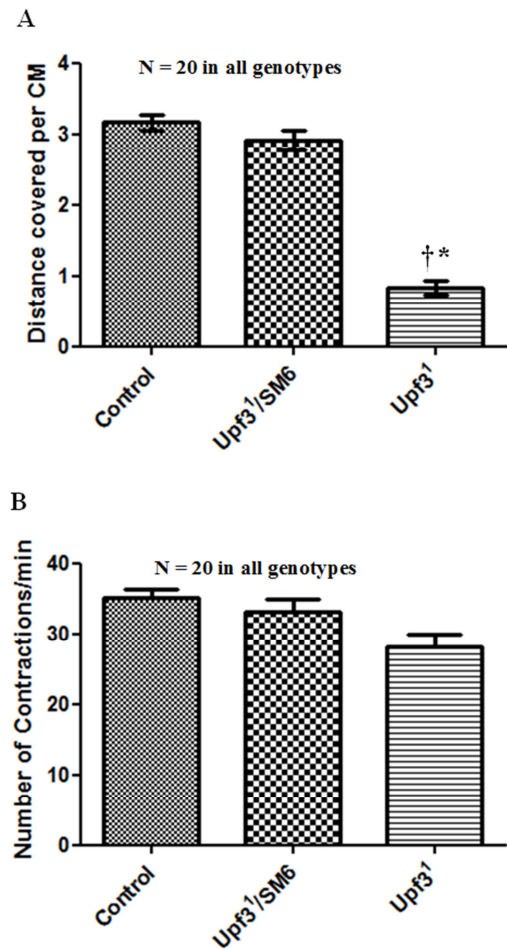 A
N = 20 in all genotypes
Distance covered per CM
4
3
2
1
0
†*
Control
Upf3¹/SM6
Upf3¹
B
N = 20 in all genotypes
Number of Contractions/min
40
30
20
10
0
Control
Upf3¹/SM6
Upf3¹